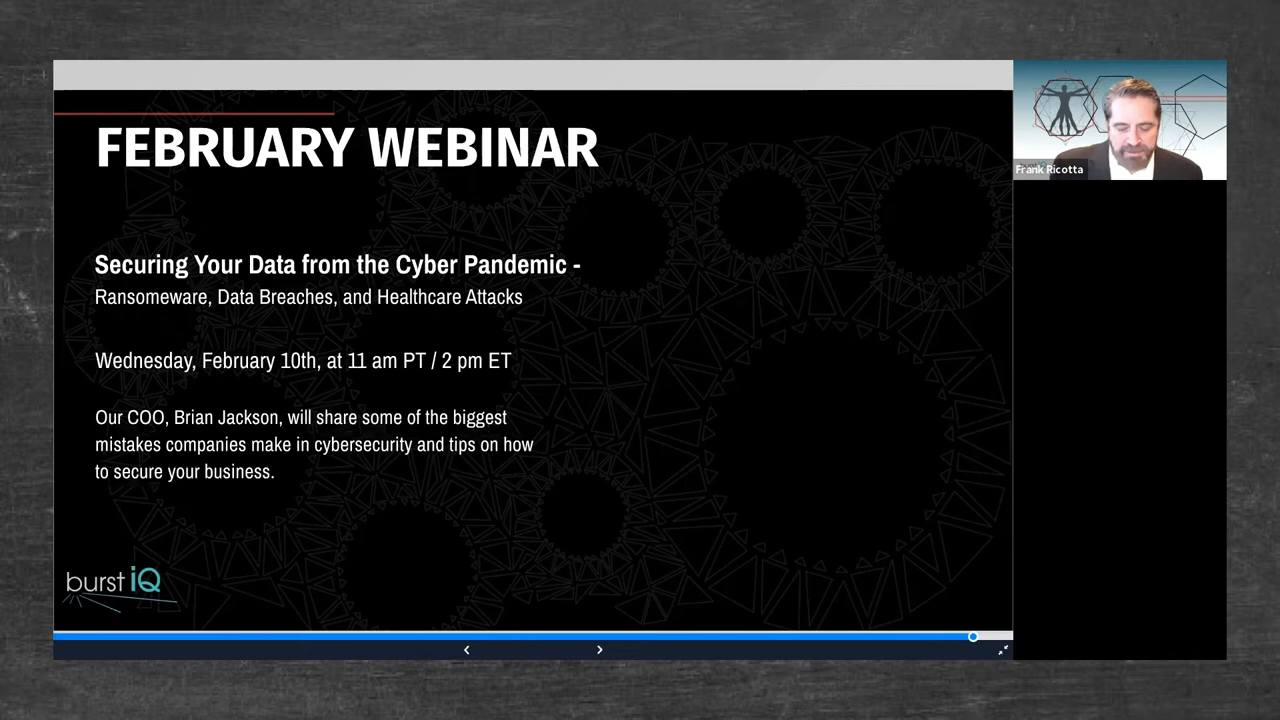 FEBRUARY WEBINAR
Securing Your Data from the Cyber Pandemic -
Ransomeware, Data Breaches, and Healthcare Attacks
Wednesday, February 10th, at 11 am PT / 2 pm ET
Our COO, Brian Jackson, will share some of the biggest
mistakes companies make in cybersecurity and tips on how
to secure your business.
burst iQ
Frank Ricotta